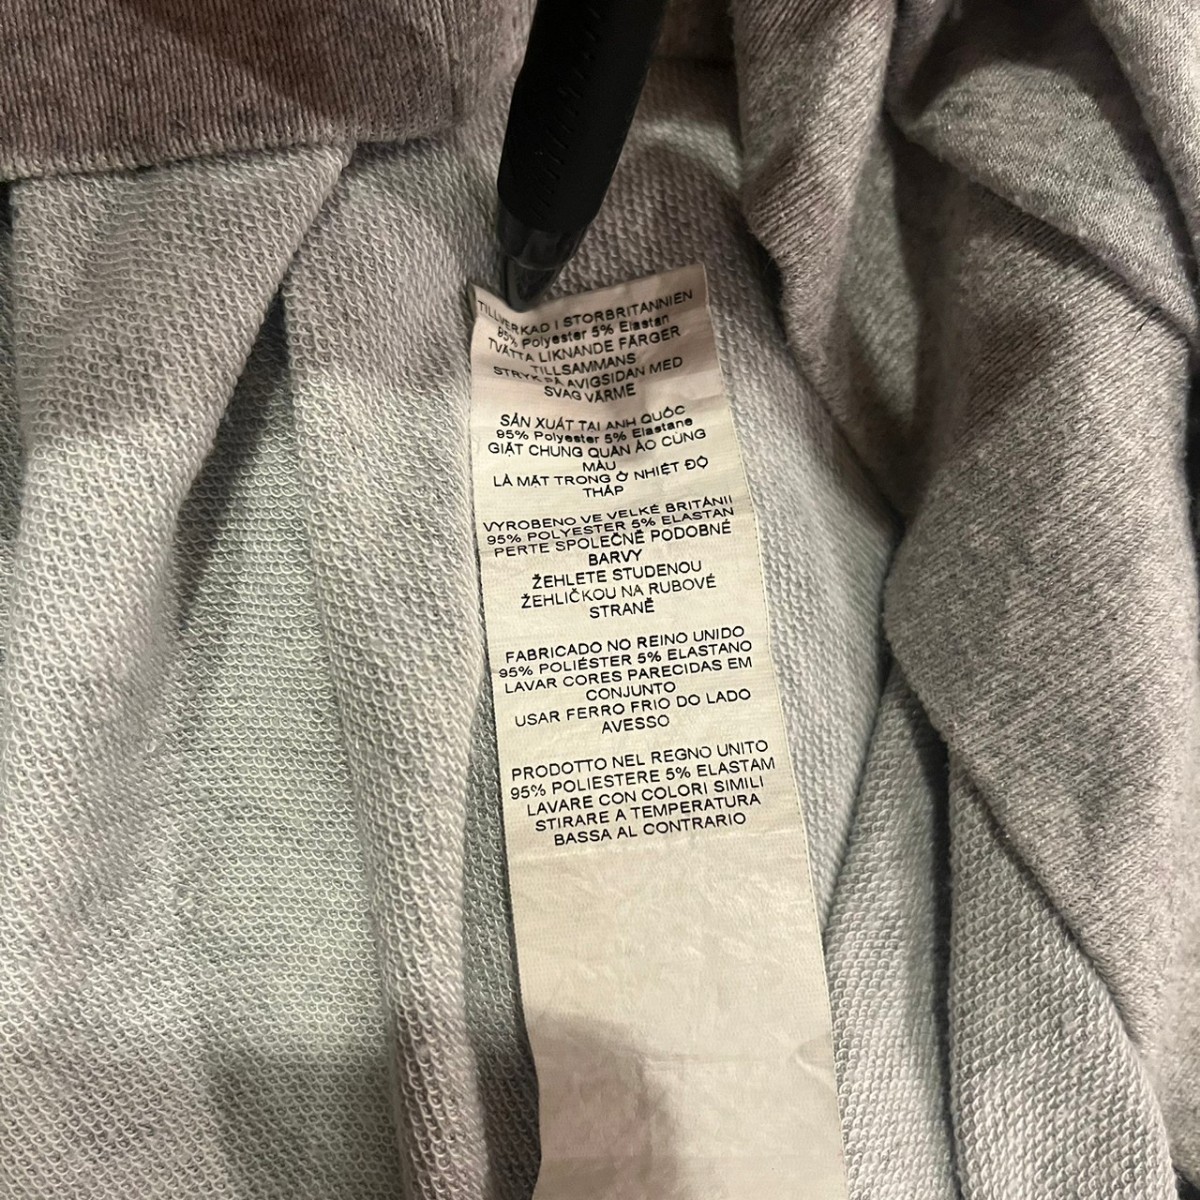 TILLVERKAD I STORBRITANNIEN
95% Polyester 5% Elastan
TVÄTTA LIKNANDE FÄRGER
TILLSAMMANS
STRYK PÅ AVIGSIDAN MED
SVAG VÄRME
SẢN XUẤT TẠI ANH QUỐC
95% Polyester 5% Elastane
GIẶT CHUNG QUẦN ÁO CÙNG
MÀU
LÀ MẶT TRONG Ở NHIỆT ĐỘ
THẤP
VYROBENO VE VELKÉ BRITÁNII
95% POLYESTER 5% ELASTAN
PERTE SPOLEČNĚ PODOBNÉ
BARVY
ŽEHLETE STUDENOU
ŽEHLIČKOU NA RUBOVÉ
STRANĚ
FABRICADO NO REINO UNIDO
95% POLIÉSTER 5% ELASTANO
LAVAR CORES PARECIDAS EM
CONJUNTO
USAR FERRO FRIO DO LADO
AVESSO
PRODOTTO NEL REGNO UNITO
95% POLIESTERE 5% ELASTAM
LAVARE CON COLORI SIMILI
STIRARE A TEMPERATURA
BASSA AL CONTRARIO